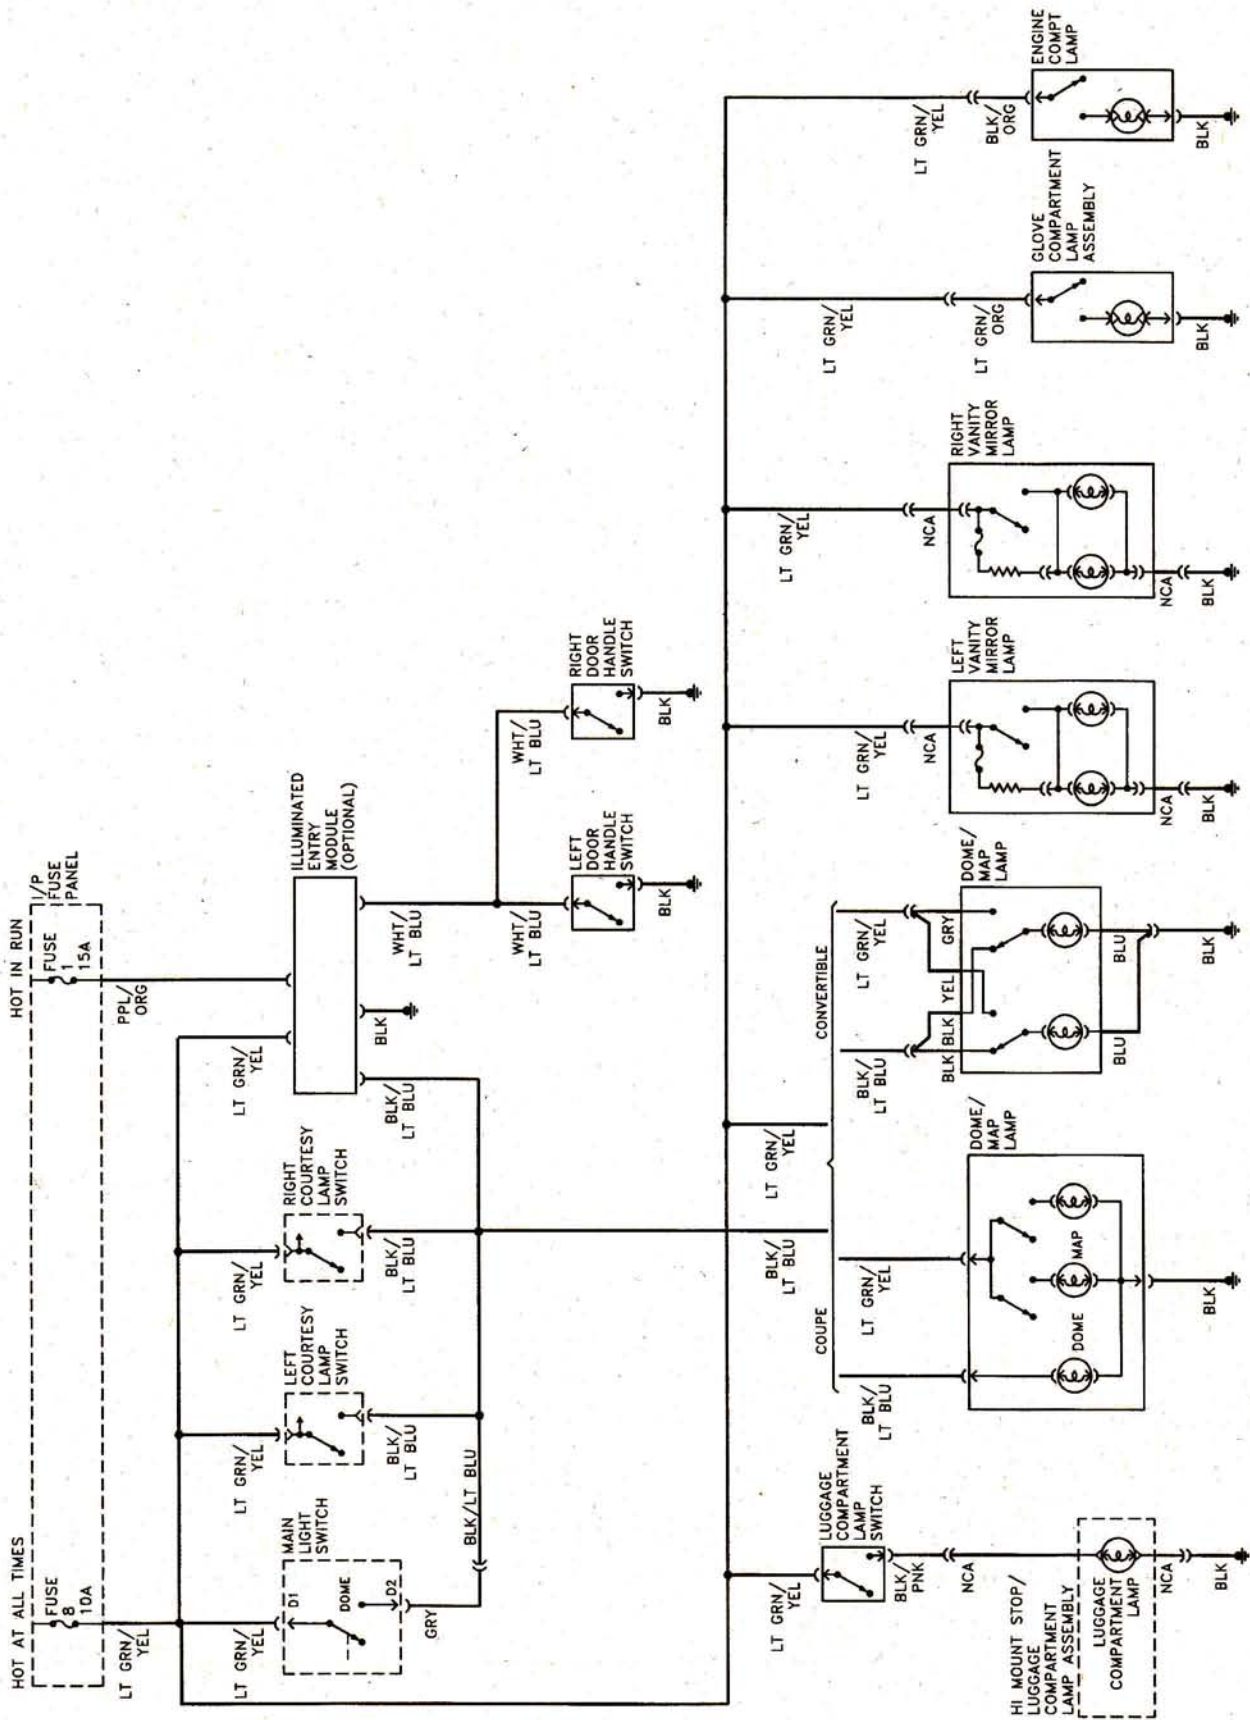 HOT AT ALL TIMES
HOT IN RUN
FUSE
8
10A
FUSE
1
15A
I/P
FUSE
PANEL
LT GRN/
YEL
PPL/
ORG
LT GRN/
YEL
LT GRN/
YEL
LT GRN/
YEL
LT GRN/
YEL
MAIN
LIGHT
SWITCH
D1
DOME
D2
GRY
LEFT
COURTESY
LAMP
SWITCH
BLK/
LT BLU
RIGHT
COURTESY
LAMP
SWITCH
BLK/
LT BLU
ILLUMINATED
ENTRY
MODULE
(OPTIONAL)
BLK/
LT BLU
BLK
WHT/
LT BLU
BLK/LT BLU
WHT/
LT BLU
WHT/
LT BLU
LEFT
DOOR
HANDLE
SWITCH
BLK
RIGHT
DOOR
HANDLE
SWITCH
BLK
LT GRN/
YEL
LUGGAGE
COMPARTMENT
LAMP
SWITCH
BLK/
PNK
NCA
HI MOUNT STOP/
LUGGAGE
COMPARTMENT
LAMP ASSEMBLY
LUGGAGE
COMPARTMENT
LAMP
NCA
BLK
BLK/
LT BLU
LT GRN/
YEL
COUPE
CONVERTIBLE
BLK/
LT BLU
LT GRN/
YEL
DOME/
MAP
LAMP
DOME
MAP
BLK
BLK/
LT BLU
LT GRN/
YEL
BLK
BLK
YEL
GRY
DOME/
MAP
LAMP
BLU
BLU
BLK
LT GRN/
YEL
NCA
LEFT
VANITY
MIRROR
LAMP
NCA
BLK
LT GRN/
YEL
NCA
RIGHT
VANITY
MIRROR
LAMP
NCA
BLK
LT GRN/
YEL
LT GRN/
ORG
GLOVE
COMPARTMENT
LAMP
ASSEMBLY
BLK
LT GRN/
YEL
BLK/
ORG
ENGINE
COMPT
LAMP
BLK